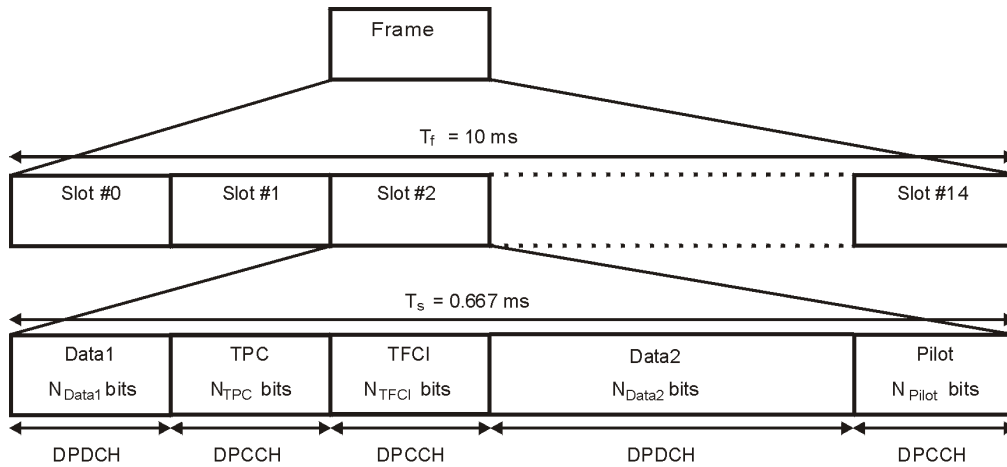 Frame
Tf = 10 ms
Slot #0 Slot #1 Slot #2 Slot #14
Ts = 0.667 ms
Data1 TPC TFCI Data2 Pilot
NData1 bits NTPC bits NTFCI bits NData2 bits NPilot bits
DPDCH DPCCH DPCCH DPDCH DPCCH